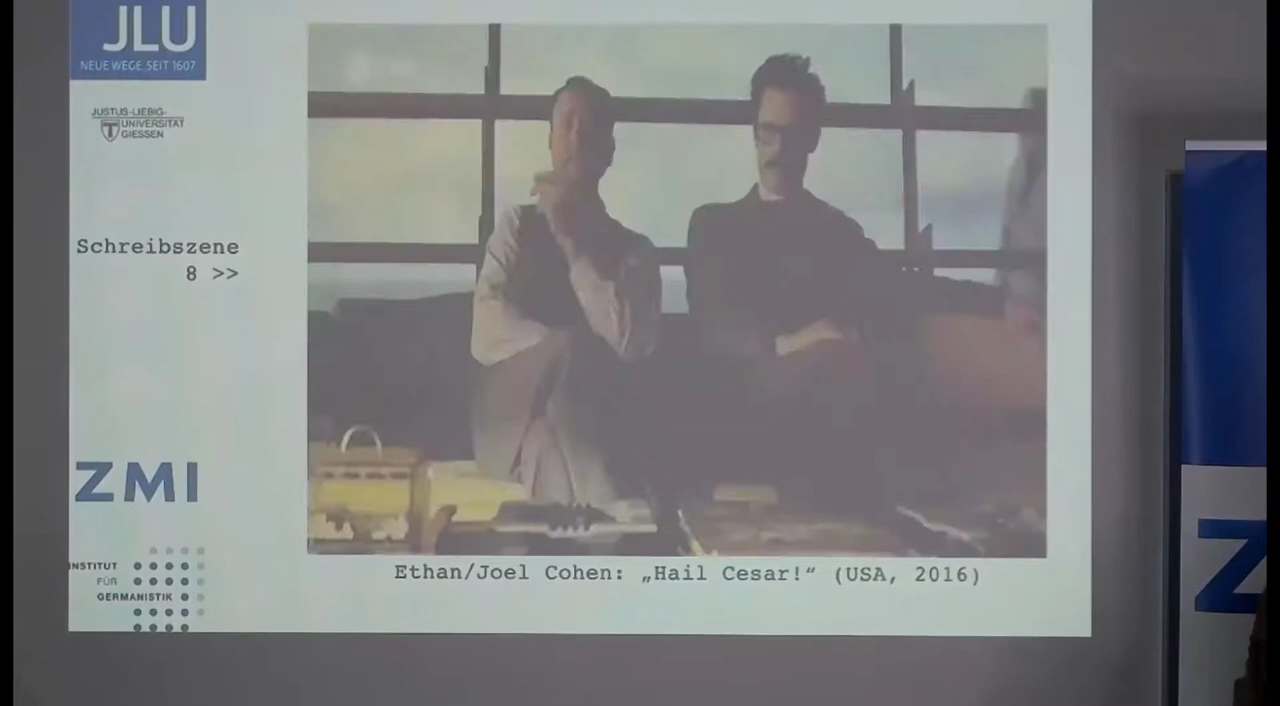 JLU
NEUE WEGE. SEIT 1607
JUSTUS-LIEBIG-
UNIVERSITÄT
GIESSEN
Schreibszene
8 >>
ZMI
INSTITUT
FÜR
GERMANISTIK
Ethan/Joel Cohen: „Hail Cesar!“ (USA, 2016)
Z